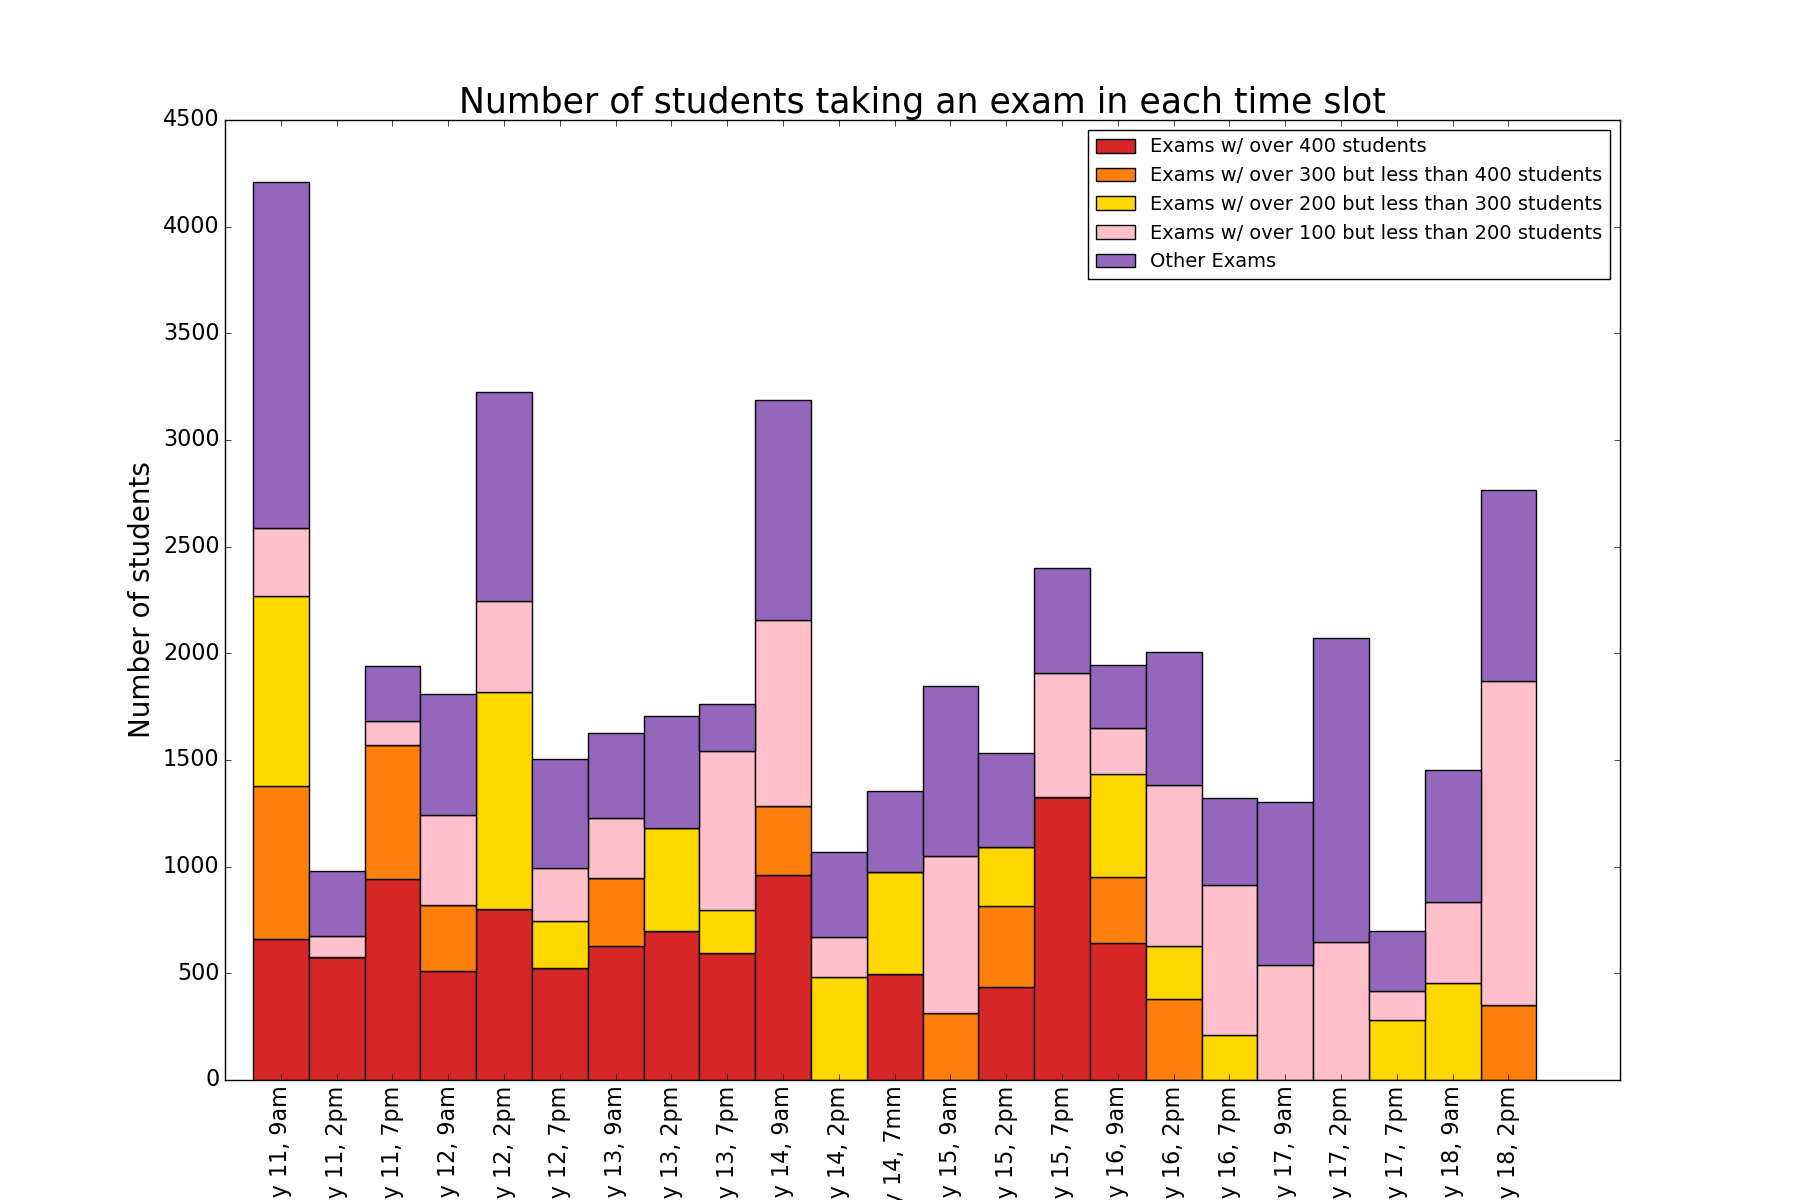 Number of students taking an exam in each time slot
4500
4000
3500
3000
2500
2000
1500
1000
500
0
Number of students
Exams w/ over 400 students
Exams w/ over 300 but less than 400 students
Exams w/ over 200 but less than 300 students
Exams w/ over 100 but less than 200 students
Other Exams
y 11, 9am
y 11, 2pm
y 11, 7pm
y 12, 9am
y 12, 2pm
y 12, 7pm
y 13, 9am
y 13, 2pm
y 13, 7pm
y 14, 9am
y 14, 2pm
y 14, 7mm
y 15, 9am
y 15, 2pm
y 15, 7pm
y 16, 9am
y 16, 2pm
y 16, 7pm
y 17, 9am
y 17, 2pm
y 17, 7pm
y 18, 9am
y 18, 2pm